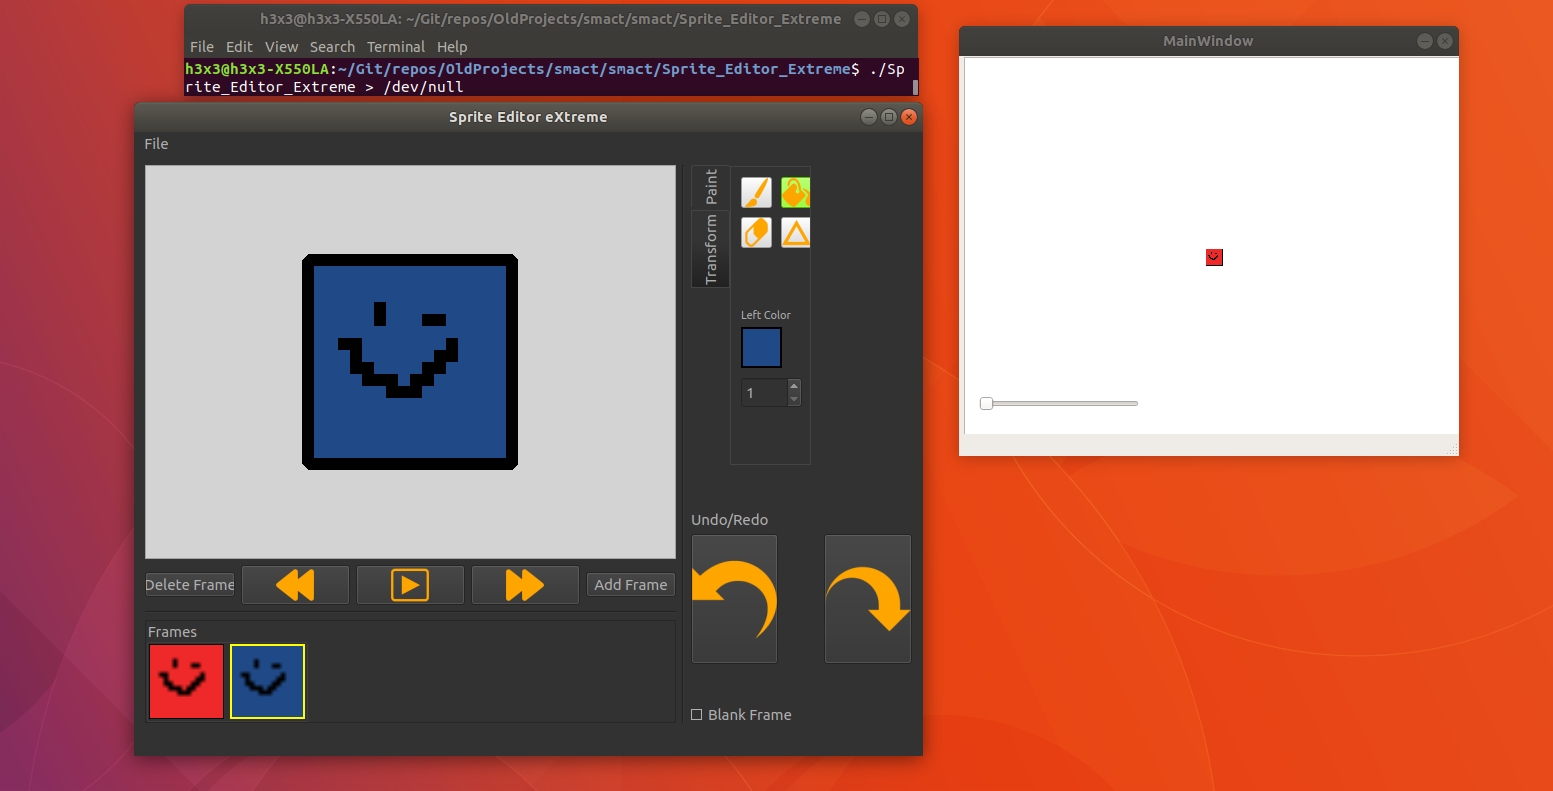 h3x3@h3x3-X550LA: ~/Git/repos/OldProjects/smact/smact/Sprite_Editor_Extreme
File Edit View Search Terminal Help
h3x3@h3x3-X550LA:~/Git/repos/OldProjects/smact/smact/Sprite_Editor_Extreme$ ./Sp
rite_Editor_Extreme > /dev/null
Sprite Editor eXtreme
File
Paint
Transform
Left Color
1
Undo/Redo
Delete Frame
Add Frame
Frames
Blank Frame
MainWindow